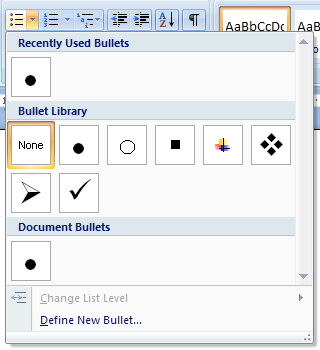 AaBbCcDc
Recently Used Bullets
Bullet Library
None
Document Bullets
Change List Level
Define New Bullet...